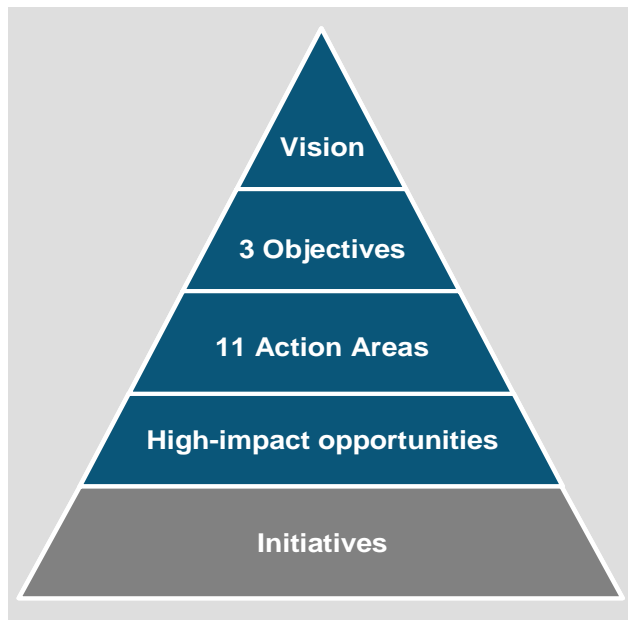 Vision
3 Objectives
11 Action Areas
High-impact opportunities
Initiatives